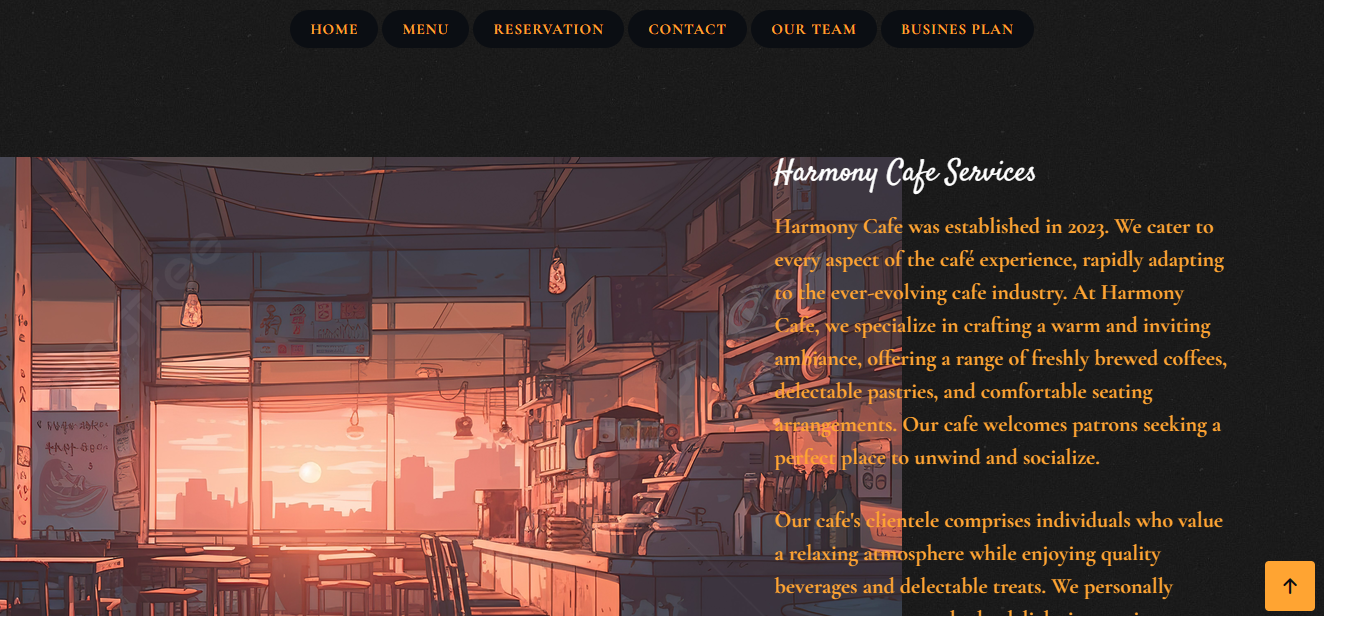 HOME MENU RESERVATION CONTACT OUR TEAM BUSINES PLAN
Harmony Cafe Services
Harmony Cafe was established in 2023. We cater to
every aspect of the café experience, rapidly adapting
to the ever-evolving cafe industry. At Harmony
Cafe, we specialize in crafting a warm and inviting
ambiance, offering a range of freshly brewed coffees,
delectable pastries, and comfortable seating
arrangements. Our cafe welcomes patrons seeking a
perfect place to unwind and socialize.
Our cafe's clientele comprises individuals who value
a relaxing atmosphere while enjoying quality
beverages and delectable treats. We personally